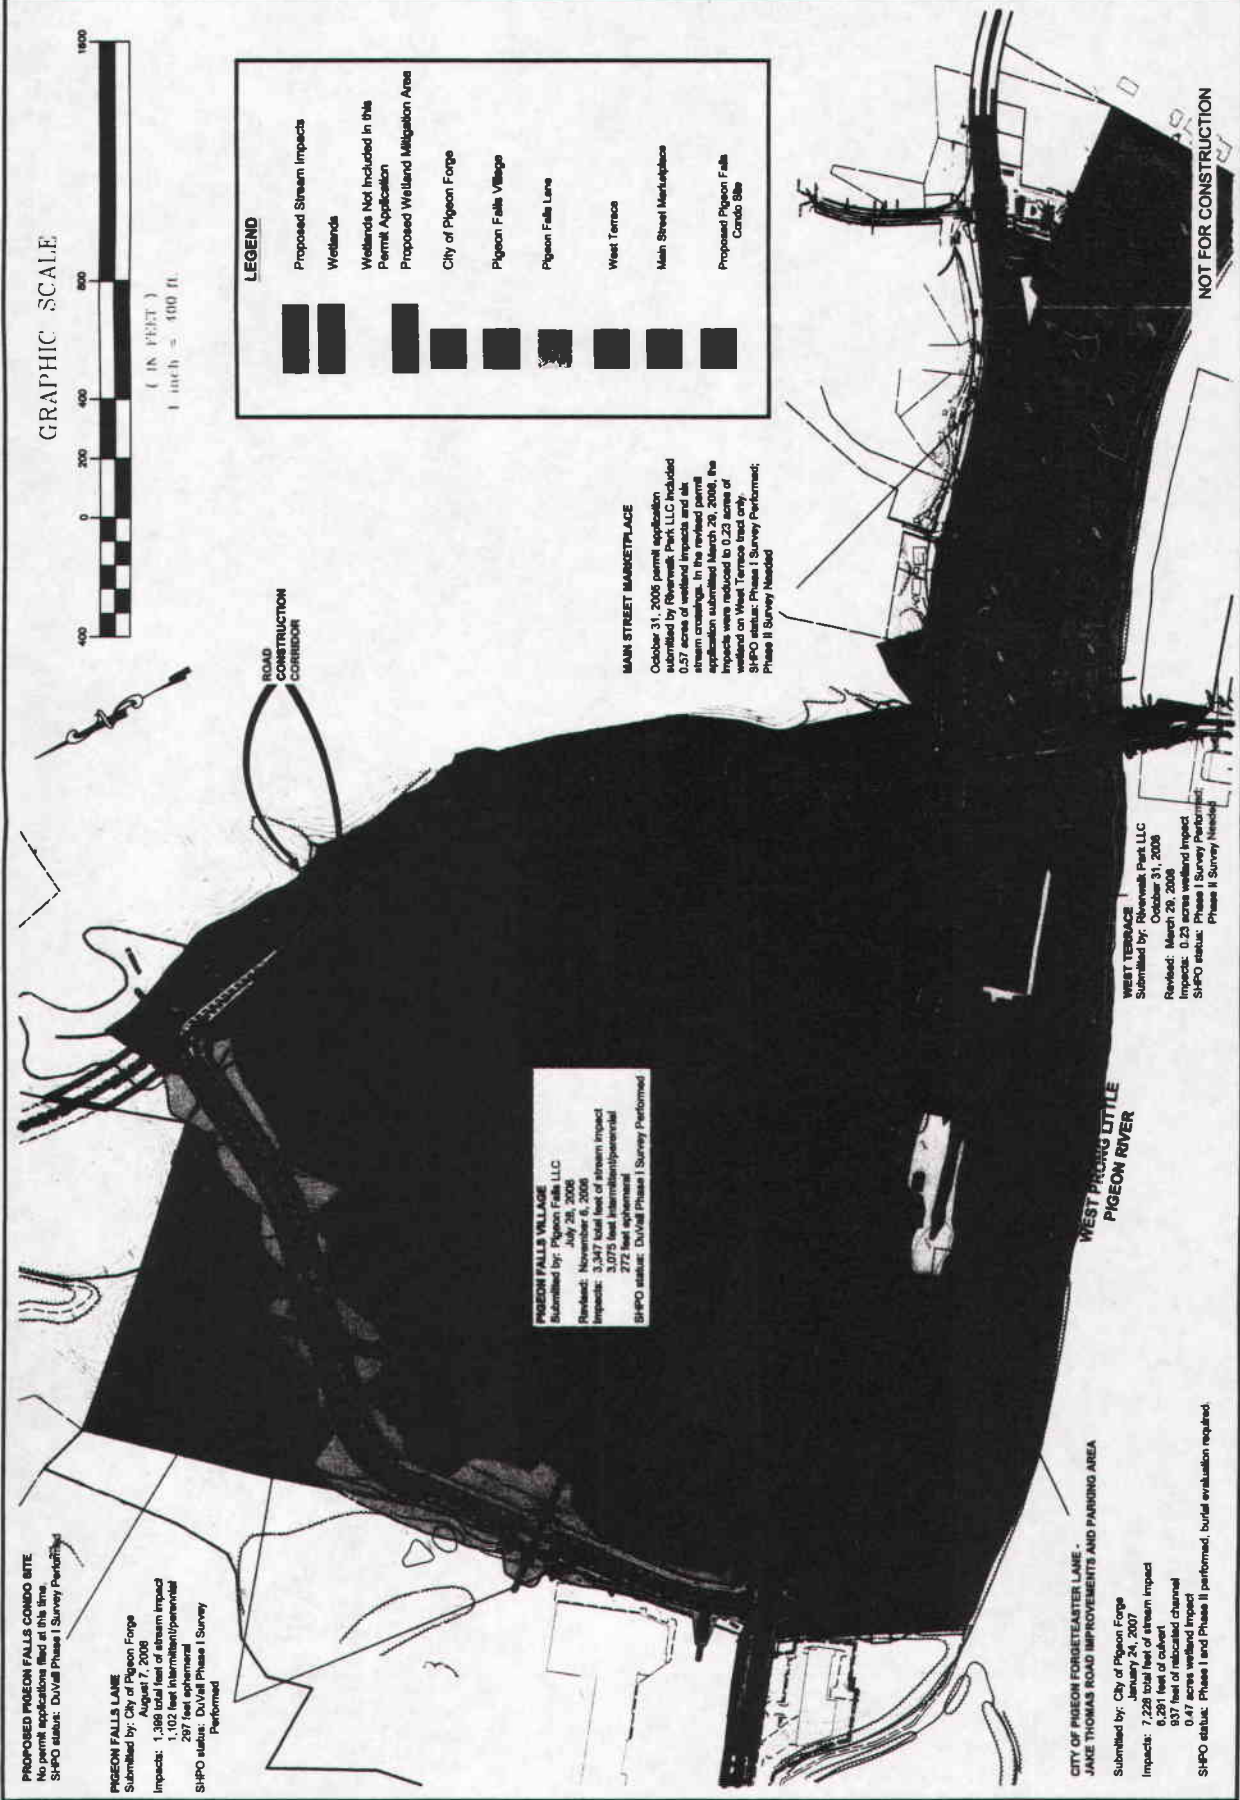 GRAPHIC SCALE
400 0 200 400 800 1600
( IN FEET )
1 inch = 400 ft.
LEGEND
Proposed Stream Impacts
Wetlands
Wetlands Not Included in this
Permit Application
Proposed Wetland Mitigation Area
City of Pigeon Forge
Pigeon Falls Village
Pigeon Falls Lane
West Terrace
Main Street Marketplace
Proposed Pigeon Falls
Condo Site
PROPOSED PIGEON FALLS CONDO SITE
No permit applications filed at this time.
SHPO status: DuVall Phase I Survey Performed
PIGEON FALLS LANE
Submitted by: City of Pigeon Forge
August 7, 2006
Impacts: 1,399 total feet of stream impact
1,102 feet intermittent/perennial
297 feet ephemeral
SHPO status: DuVall Phase I Survey
Performed
ROAD
CONSTRUCTION
CORRIDOR
MAIN STREET MARKETPLACE
October 31, 2006 permit application
submitted by Riverwalk Park LLC included
0.57 acres of wetland impacts and six
stream crossings. In the revised permit
application submitted March 29, 2008, the
impacts were reduced to 0.23 acres of
wetland on West Terrace tract only.
SHPO status: Phase I Survey Performed;
Phase II Survey Needed
PIGEON FALLS VILLAGE
Submitted by: Pigeon Falls LLC
July 28, 2006
Revised: November 6, 2006
Impacts: 3,347 total feet of stream impact
3,075 feet intermittent/perennial
272 feet ephemeral
SHPO status: DuVall Phase I Survey Performed
WEST TERRACE
Submitted by: Riverwalk Park LLC
October 31, 2006
Revised: March 29, 2008
Impacts: 0.23 acres wetland impact
SHPO status: Phase I Survey Performed;
Phase II Survey Needed
WEST PRONG LITTLE
PIGEON RIVER
CITY OF PIGEON FORGE TEASTER LANE -
JAKE THOMAS ROAD IMPROVEMENTS AND PARKING AREA
Submitted by: City of Pigeon Forge
January 24, 2007
Impacts: 7,228 total feet of stream impact
6,291 feet of culvert
937 feet of relocated channel
0.47 acres wetland impact
SHPO status: Phase I and Phase II performed, burial evaluation required.
NOT FOR CONSTRUCTION